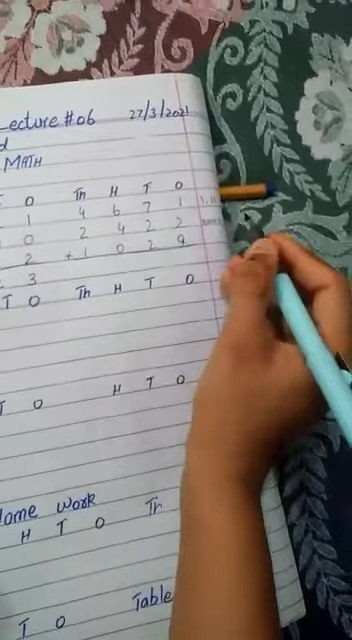 Lecture #06 27/3/2021
MATH
T O Th H T O
1 4 6 7 1
0 2 4 2 2
2 +1 0 2 9
2 3
T O Th H T O
T O H T O
Home Work
H T O Th
T O Table